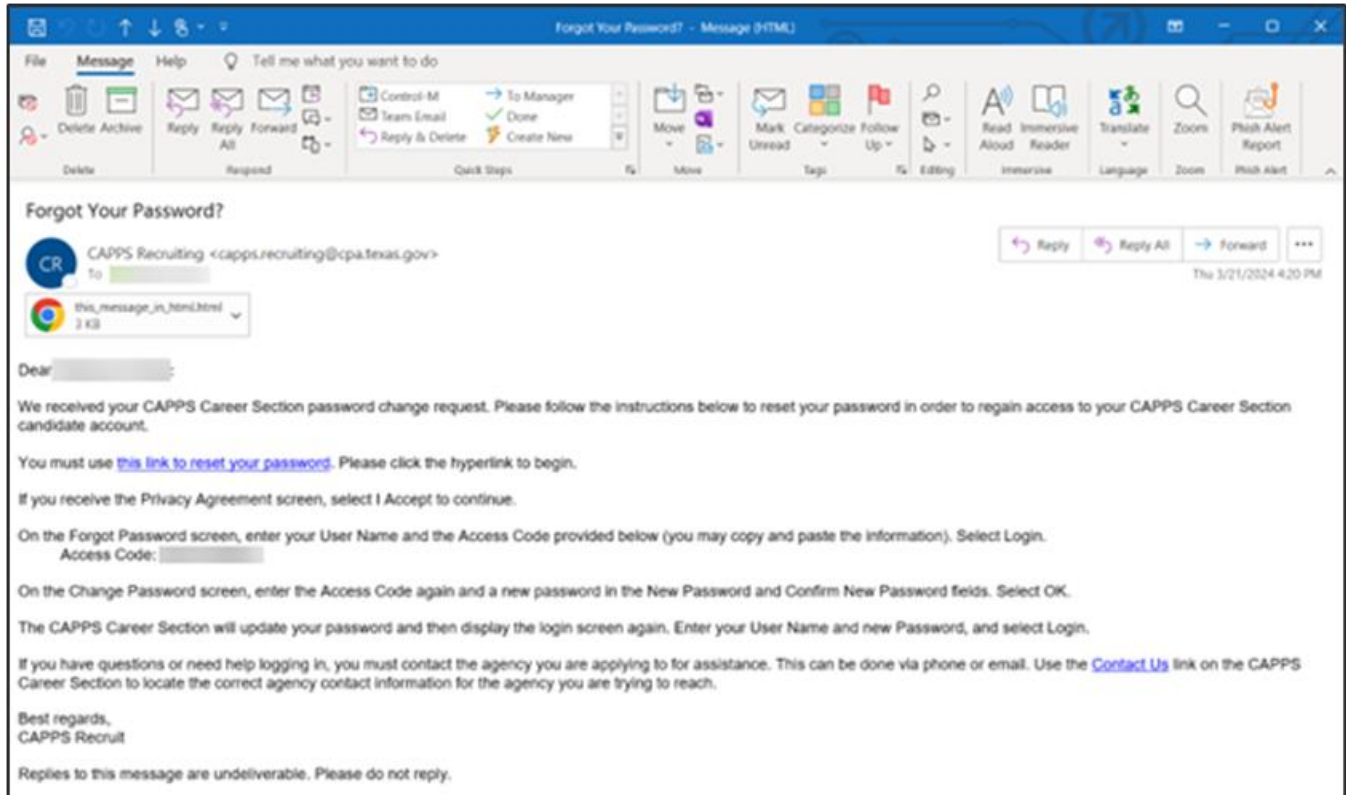 Forgot Your Password? - Message (HTML)
File Message Help Tell me what you want to do
Delete Archive Reply Reply All Forward Control-M To Manager Team Email Done Reply & Delete Create New Move Mark Unread Categorize Follow Up Read Aloud Immersive Reader Translate Zoom Phish Alert Report
Delete Respond Quick Steps Move Tags Editing Immersive Language Zoom Phish Alert
Forgot Your Password?
CR
CAPPS Recruiting <capps.recruiting@cpa.texas.gov>
To
Reply Reply All Forward
Thu 3/21/2024 4:20 PM
this_message_in_html.html
3 KB
Dear :
We received your CAPPS Career Section password change request. Please follow the instructions below to reset your password in order to regain access to your CAPPS Career Section
candidate account.
You must use this link to reset your password. Please click the hyperlink to begin.
If you receive the Privacy Agreement screen, select I Accept to continue.
On the Forgot Password screen, enter your User Name and the Access Code provided below (you may copy and paste the information). Select Login.
Access Code:
On the Change Password screen, enter the Access Code again and a new password in the New Password and Confirm New Password fields. Select OK.
The CAPPS Career Section will update your password and then display the login screen again. Enter your User Name and new Password, and select Login.
If you have questions or need help logging in, you must contact the agency you are applying to for assistance. This can be done via phone or email. Use the Contact Us link on the CAPPS
Career Section to locate the correct agency contact information for the agency you are trying to reach.
Best regards,
CAPPS Recruit
Replies to this message are undeliverable. Please do not reply.